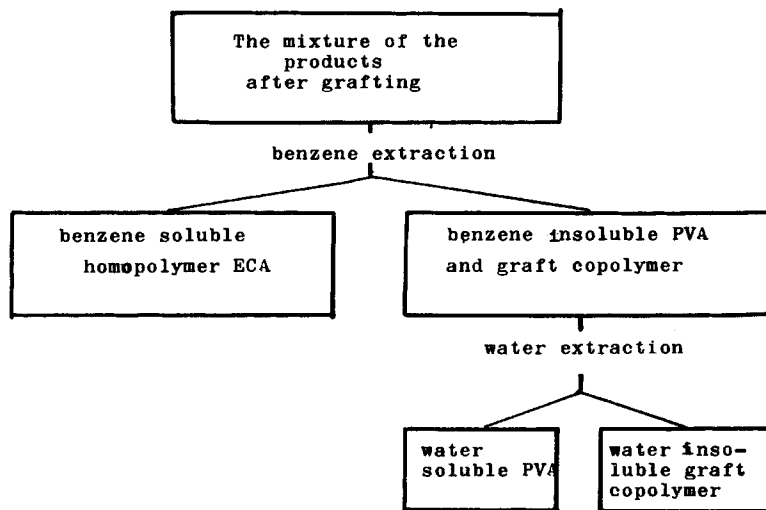 The mixture of the
products
after grafting
benzene extraction
benzene soluble
homopolymer ECA
benzene insoluble PVA
and graft copolymer
water extraction
water
soluble PVA
water inso-
luble graft
copolymer